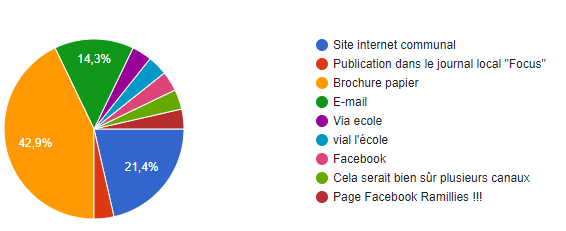 14,3%
42,9%
21,4%
Site internet communal
Publication dans le journal local "Focus"
Brochure papier
E-mail
Via ecole
vial l'école
Facebook
Cela serait bien sûr plusieurs canaux
Page Facebook Ramillies !!!